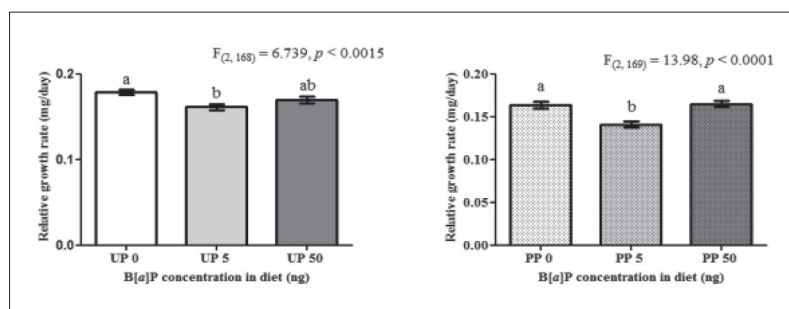 F(2, 168) = 6.739, p < 0.0015
Relative growth rate (mg/day)
0.2
0.1
0.0
a
b
ab
UP 0 UP 5 UP 50
B[a]P concentration in diet (ng)
F(2, 169) = 13.98, p < 0.0001
Relative growth rate (mg/day)
0.20
0.15
0.10
0.05
0.00
a
b
a
PP 0 PP 5 PP 50
B[a]P concentration in diet (ng)